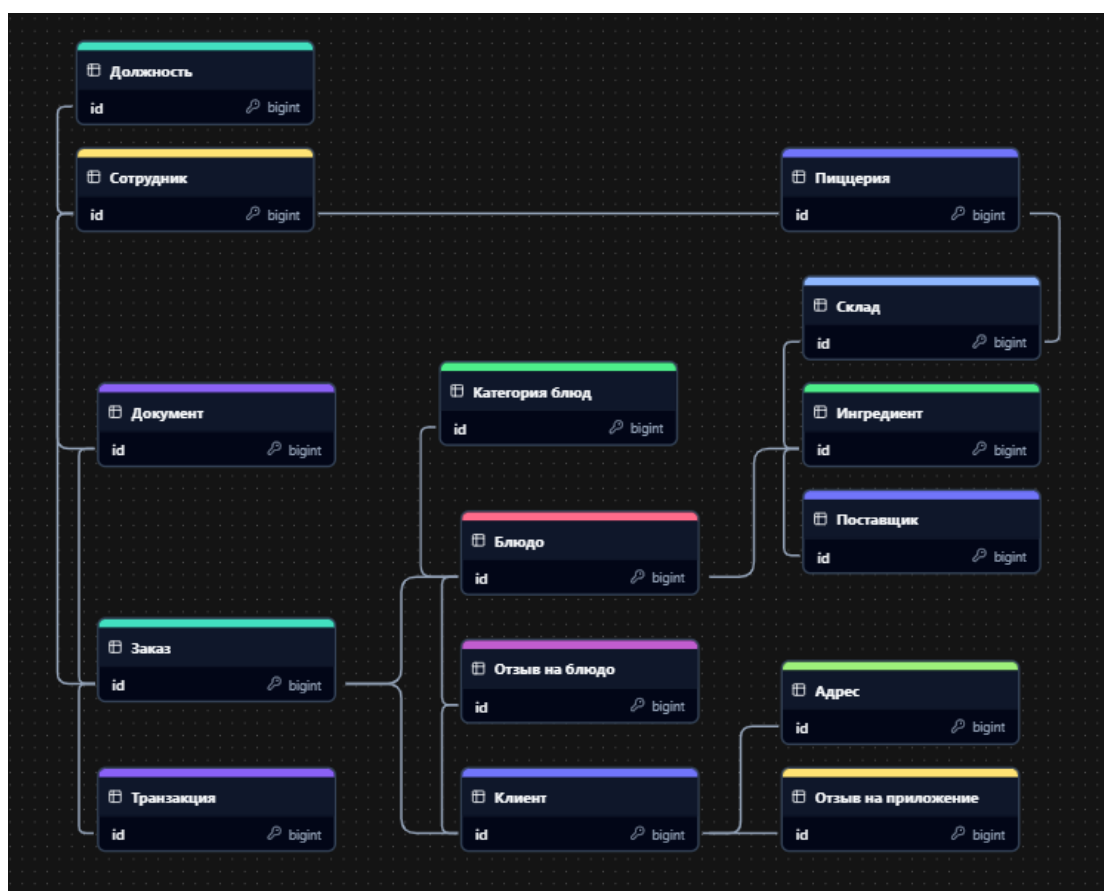 Должность
id bigint
Сотрудник
id bigint
Пиццерия
id bigint
Склад
id bigint
Категория блюд
id bigint
Документ
id bigint
Ингредиент
id bigint
Блюдо
id bigint
Поставщик
id bigint
Заказ
id bigint
Отзыв на блюдо
id bigint
Адрес
id bigint
Транзакция
id bigint
Клиент
id bigint
Отзыв на приложение
id bigint